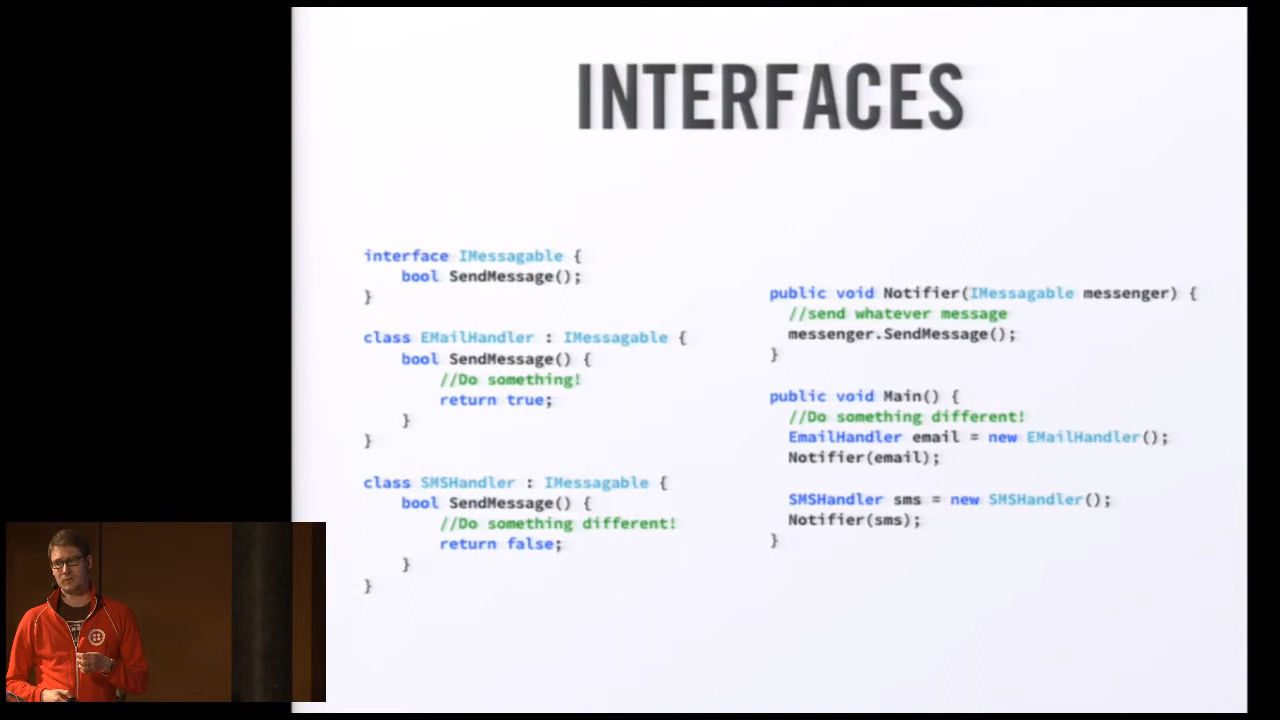 INTERFACES
interface IMessagable {
    bool SendMessage();
}
class EMailHandler : IMessagable {
    bool SendMessage() {
        //Do something!
        return true;
    }
}
class SMSHandler : IMessagable {
    bool SendMessage() {
        //Do something different!
        return false;
    }
}
public void Notifier(IMessagable messenger) {
  //send whatever message
  messenger.SendMessage();
}
public void Main() {
  //Do something different!
  EmailHandler email = new EMailHandler();
  Notifier(email);
  SMSHandler sms = new SMSHandler();
  Notifier(sms);
}